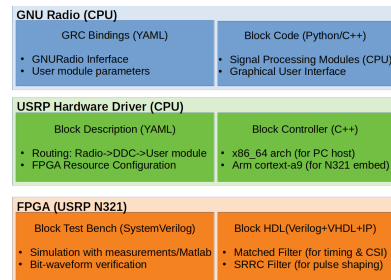 GNU Radio (CPU)
GRC Bindings (YAML)
• GNURadio Inferface
• User module parameters
Block Code (Python/C++)
• Signal Processing Modules (CPU)
• Graphical User Interface
USRP Hardware Driver (CPU)
Block Description (YAML)
• Routing: Radio->DDC->User module
• FPGA Resource Configuration
Block Controller (C++)
• x86_64 arch (for PC host)
• Arm cortext-a9 (for N321 embed)
FPGA (USRP N321)
Block Test Bench (SystemVerilog)
• Simulation with measurements/Matlab
• Bit-waveform verification
Block HDL(Verilog+VHDL+IP)
• Matched Filter (for timing & CSI)
• SRRC Filter (for pulse shaping)